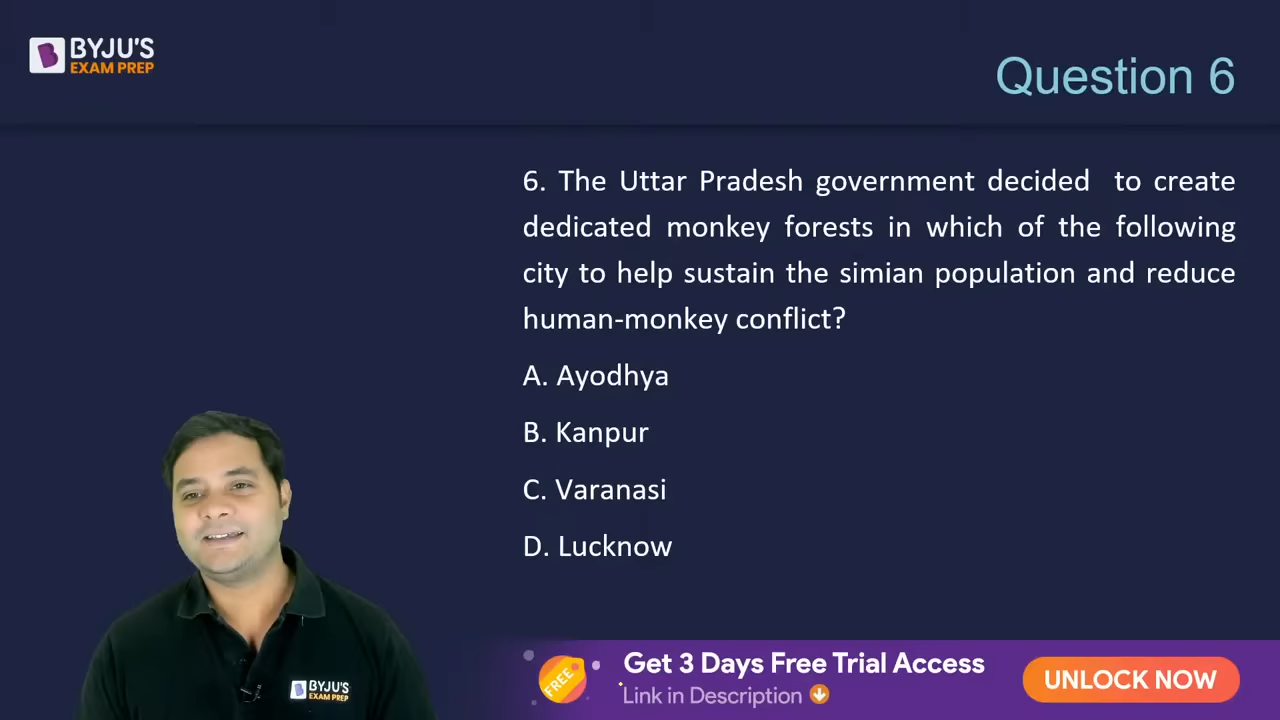 BYJU'S
EXAM PREP
Question 6
6. The Uttar Pradesh government decided to create
dedicated monkey forests in which of the following
city to help sustain the simian population and reduce
human-monkey conflict?
A. Ayodhya
B. Kanpur
C. Varanasi
D. Lucknow
BYJU'S
EXAM PREP
FREE
Get 3 Days Free Trial Access
Link in Description
UNLOCK NOW